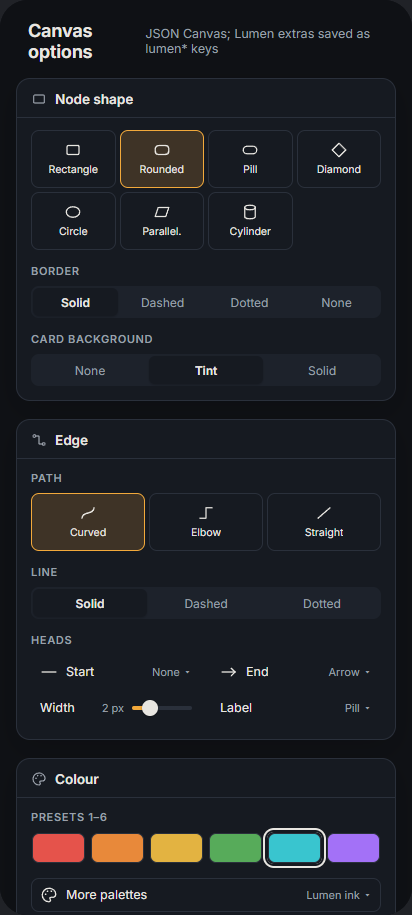 Canvas options
JSON Canvas; Lumen extras saved as lumen* keys
Node shape
Rectangle Rounded Pill Diamond
Circle Parallel. Cylinder
BORDER
Solid Dashed Dotted None
CARD BACKGROUND
None Tint Solid
Edge
PATH
Curved Elbow Straight
LINE
Solid Dashed Dotted
HEADS
Start None End Arrow
Width 2 px Label Pill
Colour
PRESETS 1–6
More palettes Lumen ink